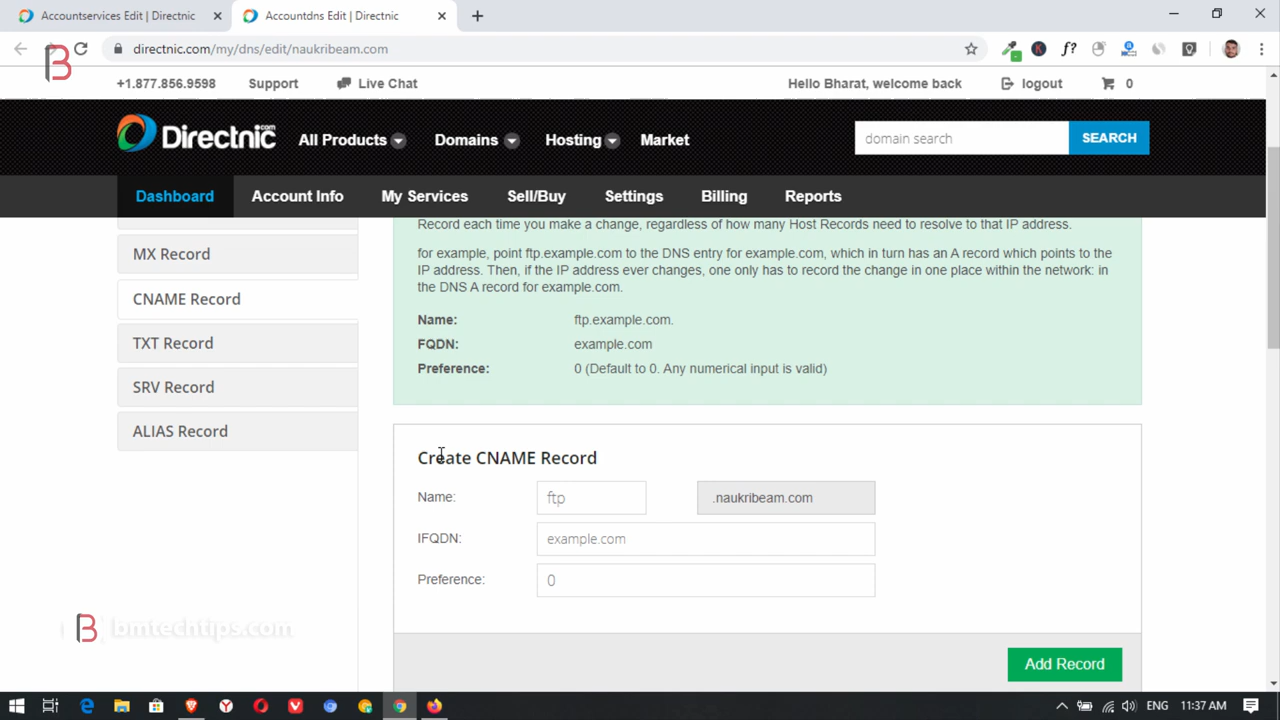 Accountservices Edit | Directnic
Accountdns Edit | Directnic
directnic.com/my/dns/edit/naukribeam.com
f?
+1.877.856.9598
Support
Live Chat
Hello Bharat, welcome back
logout
0
Directnic.com
All Products
Domains
Hosting
Market
domain search
SEARCH
Dashboard
Account Info
My Services
Sell/Buy
Settings
Billing
Reports
MX Record
CNAME Record
TXT Record
SRV Record
ALIAS Record
Record each time you make a change, regardless of how many Host Records need to resolve to that IP address.
for example, point ftp.example.com to the DNS entry for example.com, which in turn has an A record which points to the
IP address. Then, if the IP address ever changes, one only has to record the change in one place within the network: in
the DNS A record for example.com.
Name: ftp.example.com.
FQDN: example.com
Preference: 0 (Default to 0. Any numerical input is valid)
Create CNAME Record
Name: ftp .naukribeam.com
IFQDN: example.com
Preference: 0
Add Record
B bmtechtips.com
ENG
11:37 AM